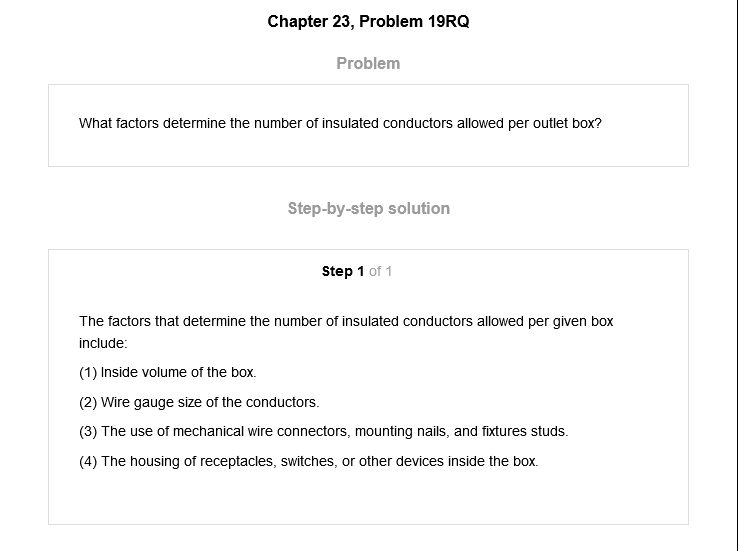 Chapter 23, Problem 19RQ
Problem
What factors determine the number of insulated conductors allowed per outlet box?
Step-by-step solution
Step 1 of 1
The factors that determine the number of insulated conductors allowed per given box
include:
(1) Inside volume of the box.
(2) Wire gauge size of the conductors.
(3) The use of mechanical wire connectors, mounting nails, and fixtures studs.
(4) The housing of receptacles, switches, or other devices inside the box.